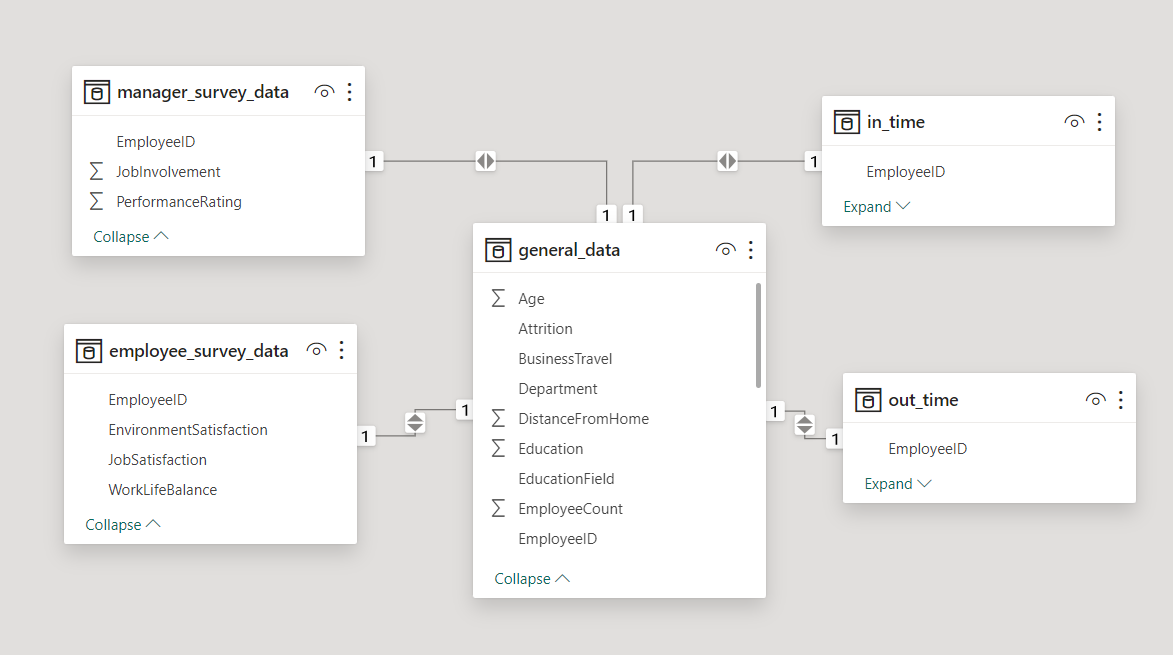 manager_survey_data
EmployeeID
JobInvolvement
PerformanceRating
Collapse
1
1
1
1
in_time
EmployeeID
Expand
general_data
Age
Attrition
BusinessTravel
Department
DistanceFromHome
Education
EducationField
EmployeeCount
EmployeeID
Collapse
employee_survey_data
EmployeeID
EnvironmentSatisfaction
JobSatisfaction
WorkLifeBalance
Collapse
1
1
1
1
out_time
EmployeeID
Expand